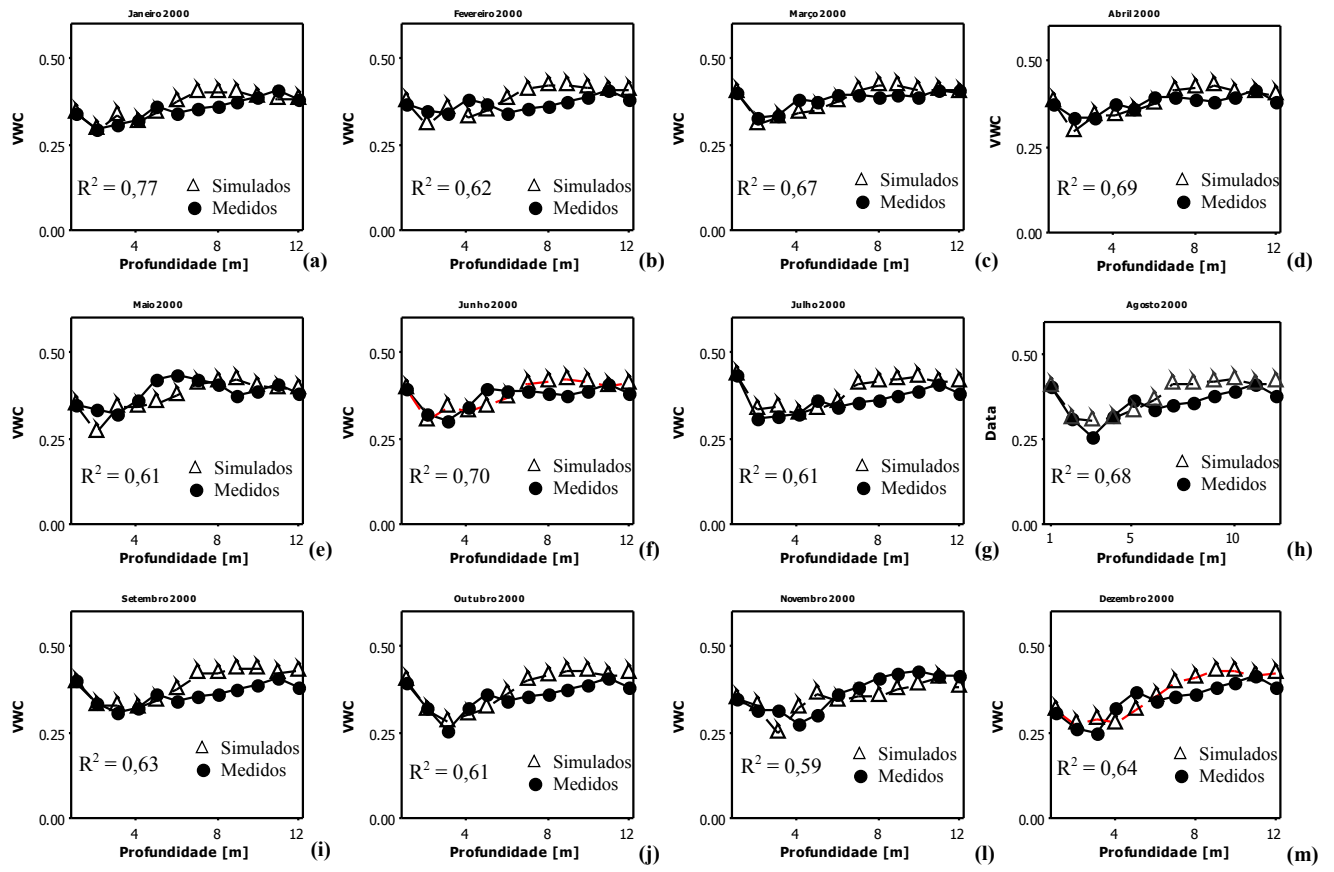 Janeiro 2000
0.50
VWC
0.25
R² = 0,77
Simulados
Medidos
0.00
4
12
Profundidade [m]
(a)
Fevereiro 2000
0.50
VWC
0.25
R² = 0,62
Simulados
Medidos
0.00
4
8
12
Profundidade [m]
(b)
Março 2000
0.50
VWC
0.25
R² = 0,67
Simulados
Medidos
0.00
4
8
12
Profundidade [m]
(c)
Abril 2000
0.50
VWC
0.25
R² = 0,69
Simulados
Medidos
0.00
4
8
12
Profundidade [m]
(d)
Maio 2000
0.50
VWC
0.25
R² = 0,61
Simulados
Medidos
0.00
4
8
12
Profundidade [m]
(e)
Junho 2000
0.50
VWC
0.25
R² = 0,70
Simulados
Medidos
0.00
4
8
12
Profundidade [m]
(f)
Julho 2000
0.50
VWC
0.25
R² = 0,61
Simulados
Medidos
0.00
4
8
12
Profundidade [m]
(g)
Agosto 2000
0.50
Data
0.25
R² = 0,68
Simulados
Medidos
0.00
1
5
10
Profundidade [m]
(h)
Setembro 2000
0.50
VWC
0.25
R² = 0,63
Simulados
Medidos
0.00
4
8
12
Profundidade [m]
(i)
Outubro 2000
0.50
VWC
0.25
R² = 0,61
Simulados
Medidos
0.00
4
8
12
Profundidade [m]
(j)
Novembro 2000
0.50
VWC
0.25
R² = 0,59
Simulados
Medidos
0.00
4
8
12
Profundidade [m]
(l)
Dezembro 2000
0.50
VWC
0.25
R² = 0,64
Simulados
Medidos
0.00
4
8
12
Profundidade [m]
(m)